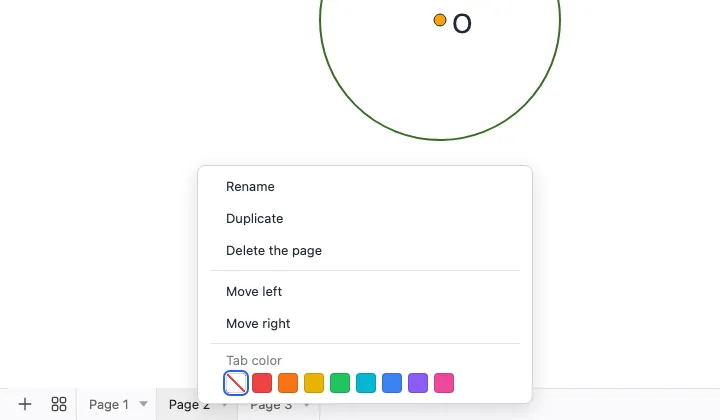 O
Rename
Duplicate
Delete the page
Move left
Move right
Tab color
Page 1
Page 2
Page 3